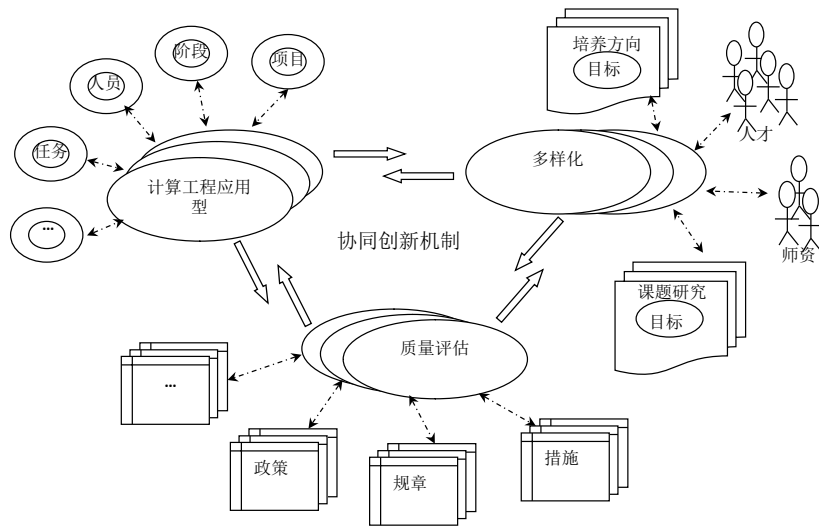 阶段
项目
培养方向
目标
人员
人才
任务
多样化
计算工程应用
型
...
协同创新机制
师资
课题研究
目标
质量评估
...
政策
规章
措施